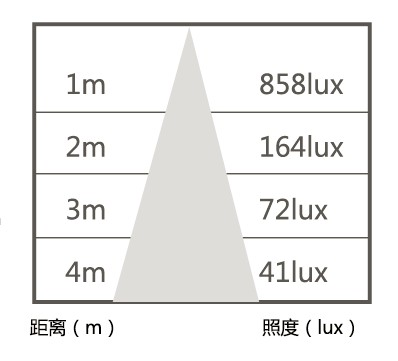 1m 858lux
2m 164lux
3m 72lux
4m 41lux
距离（m） 照度（lux）